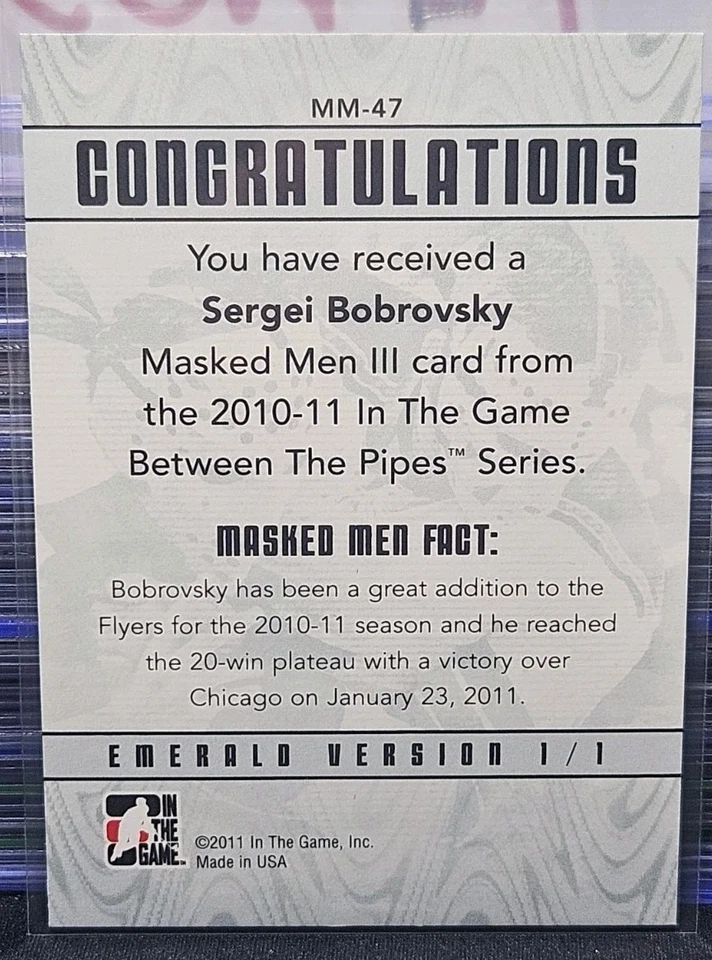 MM-47
CONGRATULATIONS
You have received a
Sergei Bobrovsky
Masked Men III card from
the 2010-11 In The Game
Between The Pipes™ Series.
MASKED MEN FACT:
Bobrovsky has been a great addition to the
Flyers for the 2010-11 season and he reached
the 20-win plateau with a victory over
Chicago on January 23, 2011.
EMERALD VERSION 1/1
IN
THE
GAME™
©2011 In The Game, Inc.
Made in USA